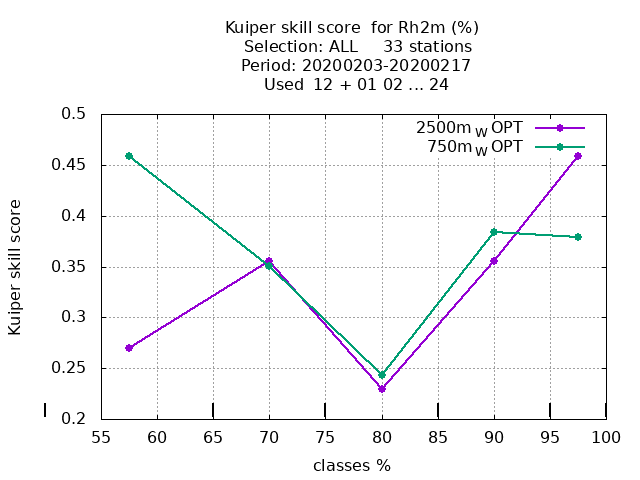 Kuiper skill score for Rh2m (%)
Selection: ALL 33 stations
Period: 20200203-20200217
Used 12 + 01 02 ... 24
2500m W OPT
750m W OPT
0.5
0.45
0.4
0.35
0.3
0.25
0.2
Kuiper skill score
55 60 65 70 75 80 85 90 95 100
classes %